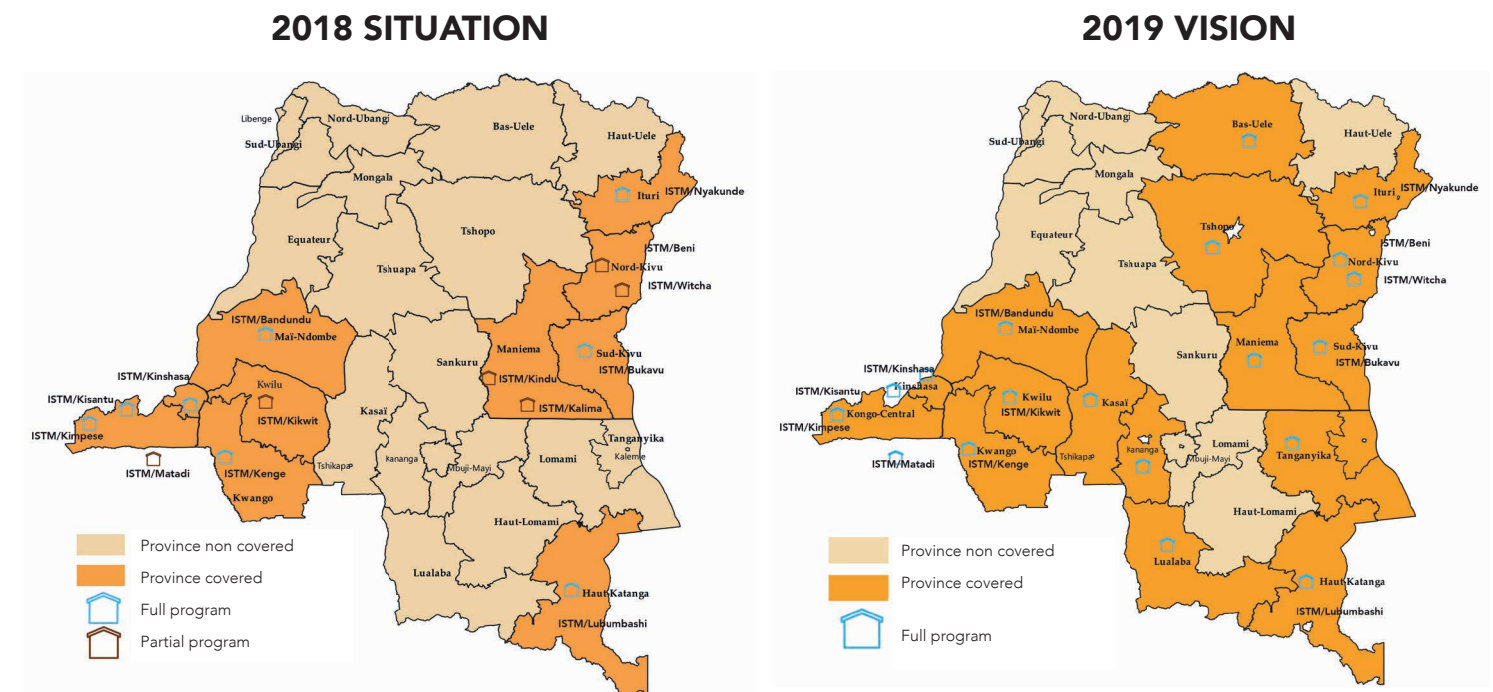 2018 SITUATION
Libenge
Nord-Ubangi
Sud-Ubangi
Bas-Uele
Haut-Uele
Mongala
Ituri
ISTM/Nyakunde
Equateur
Tshopo
Tshuapa
ISTM/Beni
Nord-Kivu
ISTM/Witcha
ISTM/Bandundu
Maï-Ndombe
Sankuru
Maniema
Sud-Kivu
ISTM/Bukavu
ISTM/Kinshasa
ISTM/Kindu
Kwilu
ISTM/Kisantu
ISTM/Kalima
Kasaï
ISTM/Kikwit
ISTM/Kimpese
Tanganyika
Kalemie
Kananga
Lomami
Mbuji-Mayi
Tshikapa
ISTM/Matadi
ISTM/Kenge
Kwango
Haut-Lomami
Lualaba
Haut-Katanga
ISTM/Lubumbashi
Province non covered
Province covered
Full program
Partial program
2019 VISION
Nord-Ubangi
Sud-Ubangi
Bas-Uele
Haut-Uele
Mongala
Ituri
ISTM/Nyakunde
Equateur
Tshopo
Tshuapa
ISTM/Beni
Nord-Kivu
ISTM/Witcha
ISTM/Bandundu
Maï-Ndombe
Sankuru
Maniema
Sud-Kivu
ISTM/Bukavu
ISTM/Kinshasa
Kinshasa
ISTM/Kisantu
Kwilu
ISTM/Kikwit
Kasaï
Kongo-Central
ISTM/Kimpese
Lomami
Kananga
Mbuji-Mayi
Tanganyika
Kwango
ISTM/Kenge
Tshikapa
ISTM/Matadi
Haut-Lomami
Lualaba
Haut-Katanga
ISTM/Lubumbashi
Province non covered
Province covered
Full program